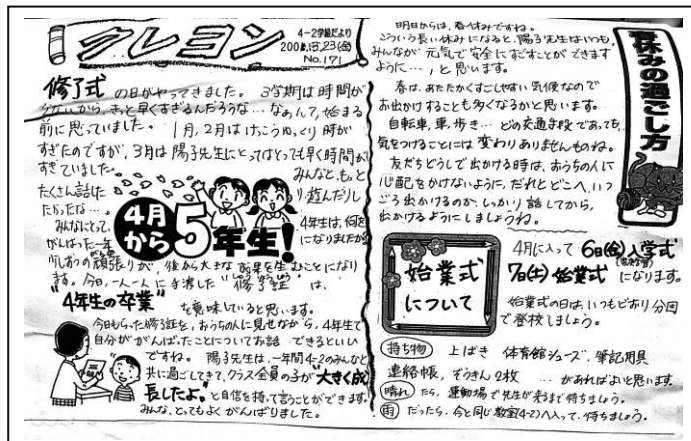 クレヨン
4-2学級だより
No.171
修了式 の日がやってきました。 3学期は時間が
少ないから、きっと早くすぎるんだろうな…なぁんて、始まる
前に思っていました。 1月、2月はけっこうゆっくり時が
すぎたのですが、3月は陽子先生にとってはとっても早く時間が
すぎていました。 みんなと、もっと
たくさん話した り、遊んだりし
たかったな…。
4月から5年生!
みんなにとって、 4年生は、何を
がんばった一年 になりましたか
の頑張りが、後から大きな 成果を生むことになり
ます。今日、一人一人に手渡した “修了証” は、
“4年生の卒業” を意味していると思います。
今日もらった修了証を、おうちの人に見せながら、4年生で
自分ががんばったことについてお話 できるといい
ですね。 陽子先生は、一年間4-2のみんなと
共に過ごしてきて、クラス全員の子が“大きく成
長したよ。”と自信を持って言うことができます。
みんな、とってもよくがんばりました。
春休みの過ごし方
明日からは、春休みですね。
こういう長い休みになると、陽子先生はいつも、
みんなが 元気で安全にすごすことができます
ように…、と思います。
春は、あたたかくすごしやすい気候なので
お出かけすることも多くなるかと思います。
自転車、車、歩き…どの交通手段であっても、
気をつけることには 変わりありませんものね。
友だちどうしで出かける時は、おうちの人に
心配をかけないように、だれとどこへ、いつ
ごろ出かけるのか、しっかり話してから、
出かけるようにしましょうね。
始業式
について
4月に入って 6日(金)入学式
7日(土)始業式 になります。
始業式の日は、いつもどおり分団
で登校しましょう。
持ち物 上ばき 体育館シューズ、筆記用具
連絡帳、ぞうきん2枚 …があればよいと思います。
晴れ たら、運動場で先生が来るまで待ちましょう。
雨 だったら、今と同じ教室(4-2)へ入って、待ちましょう。